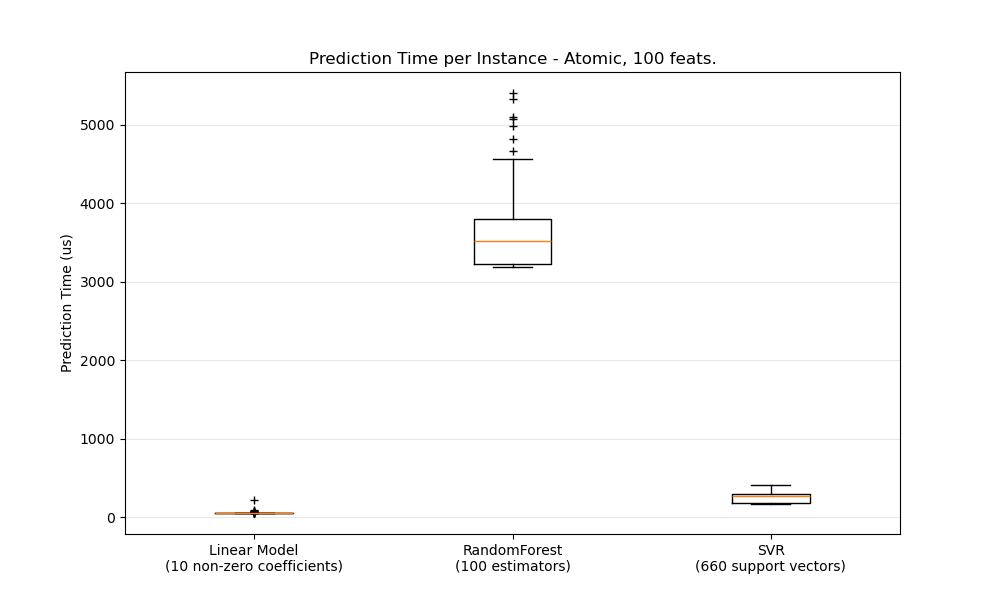 Prediction Time per Instance - Atomic, 100 feats.
Prediction Time (us)
5000
4000
3000
2000
1000
0
Linear Model
(10 non-zero coefficients)
RandomForest
(100 estimators)
SVR
(660 support vectors)